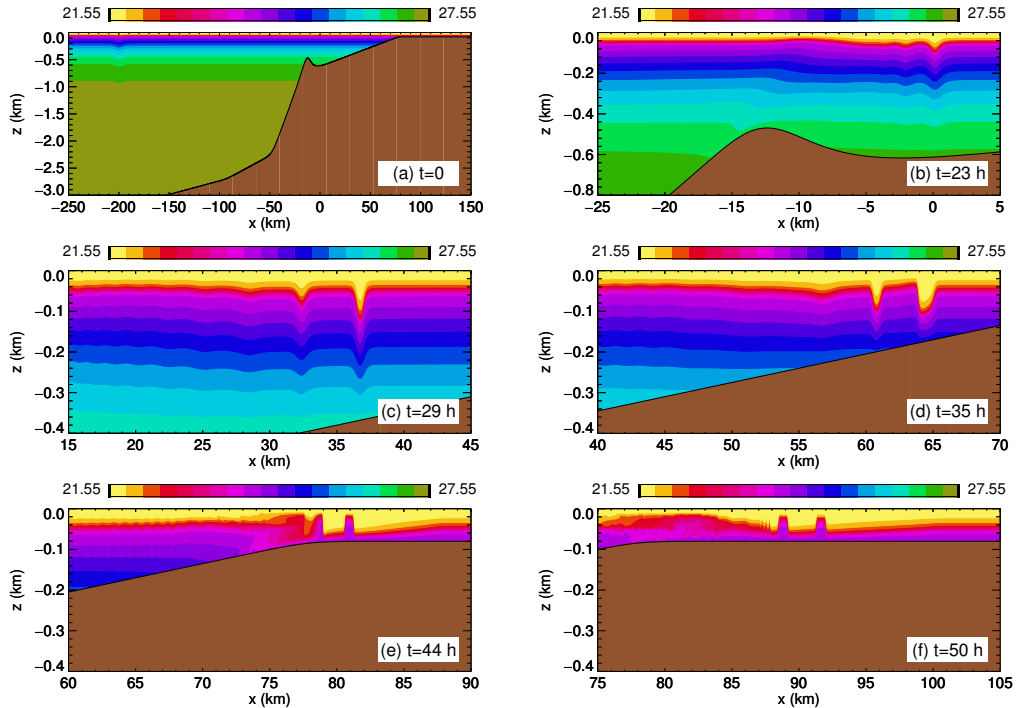 21.55 27.55 21.55 27.55
0.0 −0.5 −1.0 −1.5 −2.0 −2.5 −3.0
z (km)
(a) t=0
−250 −200 −150 −100 −50 0 50 100 150
x (km)
0.0 −0.2 −0.4 −0.6 −0.8
z (km)
(b) t=23 h
−25 −20 −15 −10 −5 0 5
x (km)
21.55 27.55 21.55 27.55
0.0 −0.1 −0.2 −0.3 −0.4
z (km)
(c) t=29 h
15 20 25 30 35 40 45
x (km)
0.0 −0.1 −0.2 −0.3 −0.4
z (km)
(d) t=35 h
40 45 50 55 60 65 70
x (km)
21.55 27.55 21.55 27.55
0.0 −0.1 −0.2 −0.3 −0.4
z (km)
(e) t=44 h
60 65 70 75 80 85 90
x (km)
0.0 −0.1 −0.2 −0.3 −0.4
z (km)
(f) t=50 h
75 80 85 90 95 100 105
x (km)